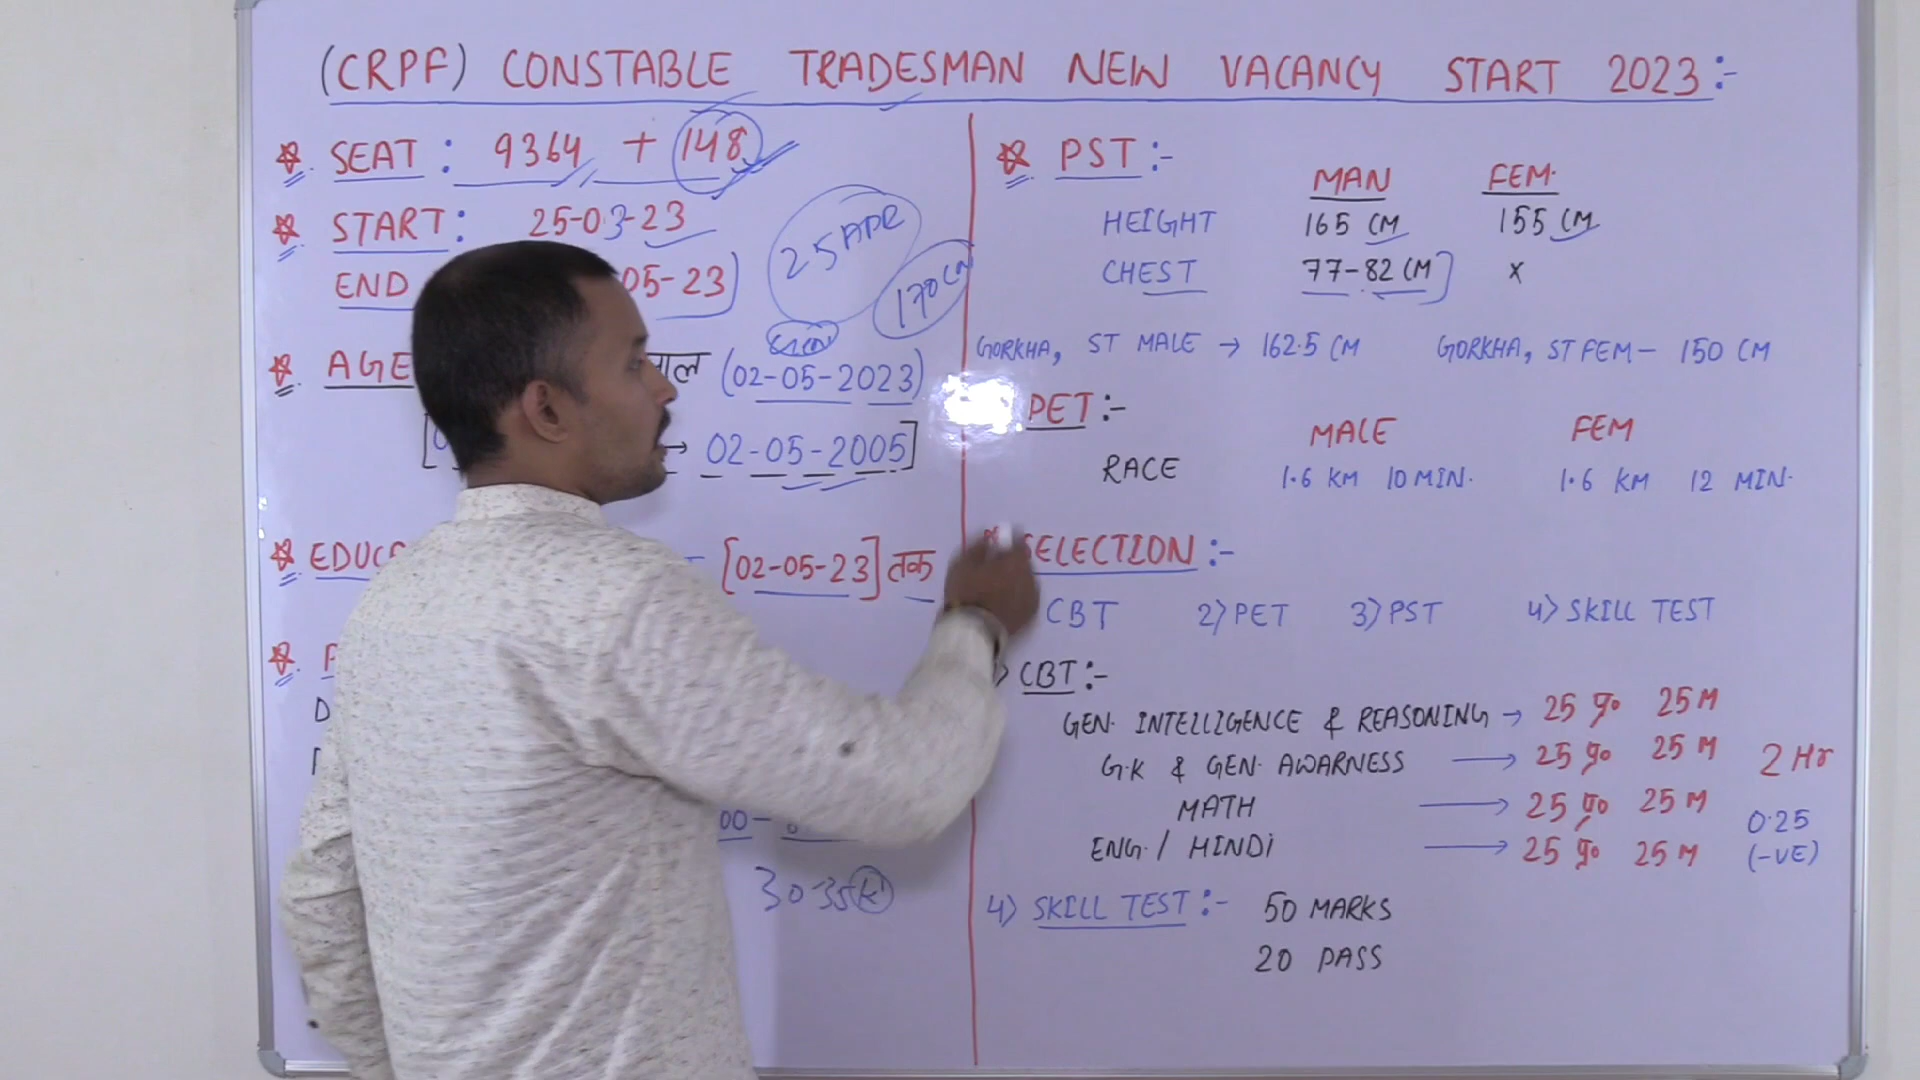 (CRPF) CONSTABLE TRADESMAN NEW VACANCY START 2023:-
SEAT : 9364 + 148
START : 25-03-23
END 05-23)
25 APR
170 CM
AGE (02-05-2023)
→ 02-05-2005]
EDUC [02-05-23] तक
00-
30-35 K
PST :-
MAN FEM.
HEIGHT 165 CM 155 CM
CHEST 77-82 CM] x
GORKHA, ST MALE → 162.5 CM GORKHA, ST FEM- 150 CM
PET :-
MALE FEM
RACE 1.6 KM 10 MIN. 1.6 KM 12 MIN.
SELECTION :-
CBT 2) PET 3) PST 4) SKILL TEST
CBT :-
GEN. INTELLIGENCE & REASONING → 25 प्र० 25 M
G.K & GEN. AWARNESS → 25 प्र० 25 M
MATH → 25 प्र० 25 M
ENG. / HINDI → 25 प्र० 25 M
2 Hr
0.25
(-VE)
4) SKILL TEST :- 50 MARKS
20 PASS